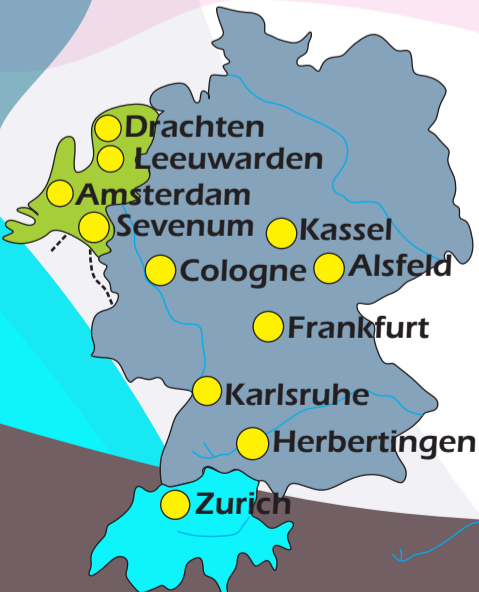 Drachten
Leeuwarden
Amsterdam
Sevenum
Kassel
Cologne
Alsfeld
Frankfurt
Karlsruhe
Herbertingen
Zurich